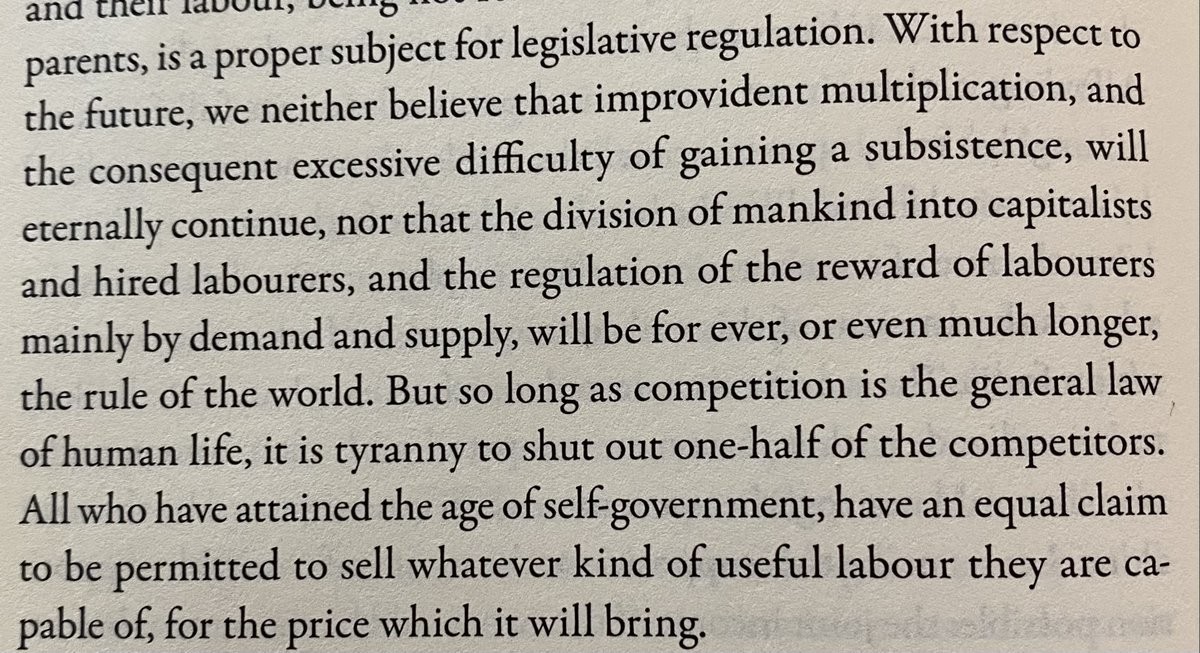 and their labour, being
parents, is a proper subject for legislative regulation. With respect to
the future, we neither believe that improvident multiplication, and
the consequent excessive difficulty of gaining a subsistence, will
eternally continue, nor that the division of mankind into capitalists
and hired labourers, and the regulation of the reward of labourers
mainly by demand and supply, will be for ever, or even much longer,
the rule of the world. But so long as competition is the general law
of human life, it is tyranny to shut out one-half of the competitors.
All who have attained the age of self-government, have an equal claim
to be permitted to sell whatever kind of useful labour they are ca-
pable of, for the price which it will bring.